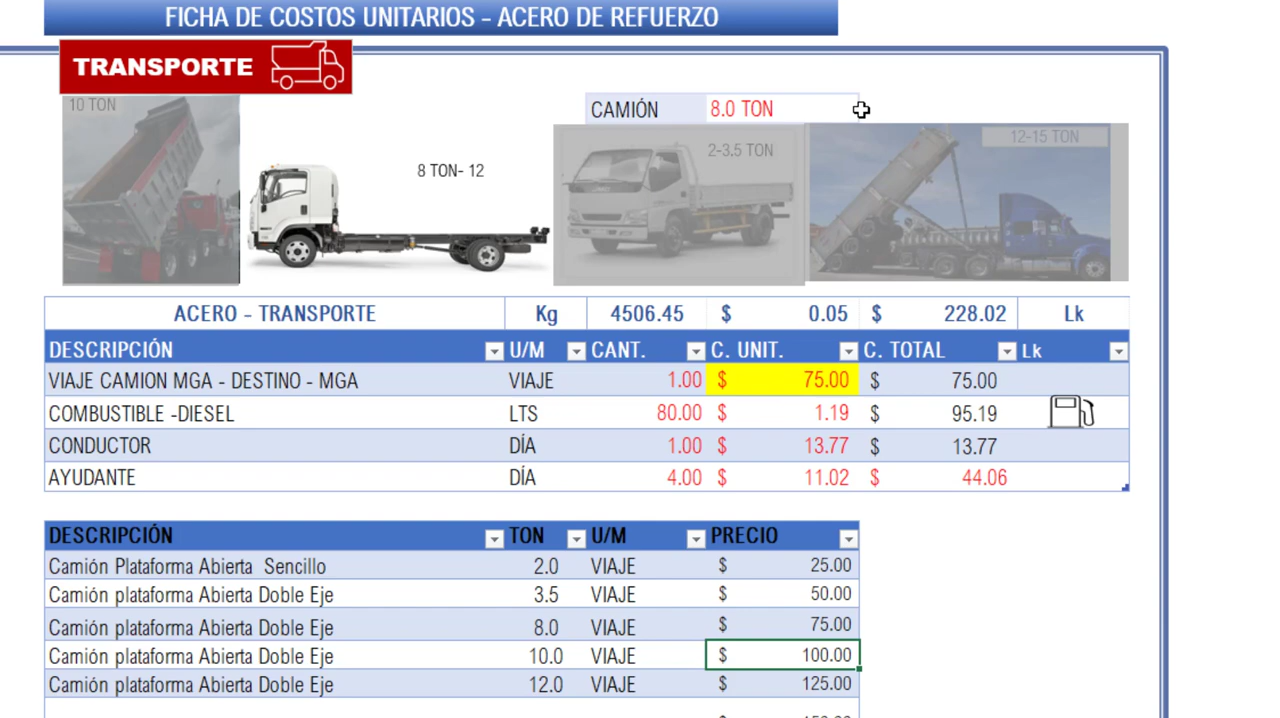 FICHA DE COSTOS UNITARIOS - ACERO DE REFUERZO
TRANSPORTE
10 TON
CAMIÓN 8.0 TON
8 TON- 12
2-3.5 TON
12-15 TON
ACERO - TRANSPORTE Kg 4506.45 $ 0.05 $ 228.02 Lk
DESCRIPCIÓN U/M CANT. C. UNIT. C. TOTAL Lk
VIAJE CAMION MGA - DESTINO - MGA VIAJE 1.00 $ 75.00 $ 75.00
COMBUSTIBLE -DIESEL LTS 80.00 $ 1.19 $ 95.19
CONDUCTOR DÍA 1.00 $ 13.77 $ 13.77
AYUDANTE DÍA 4.00 $ 11.02 $ 44.06
DESCRIPCIÓN TON U/M PRECIO
Camión Plataforma Abierta Sencillo 2.0 VIAJE $ 25.00
Camión plataforma Abierta Doble Eje 3.5 VIAJE $ 50.00
Camión plataforma Abierta Doble Eje 8.0 VIAJE $ 75.00
Camión plataforma Abierta Doble Eje 10.0 VIAJE $ 100.00
Camión plataforma Abierta Doble Eje 12.0 VIAJE $ 125.00